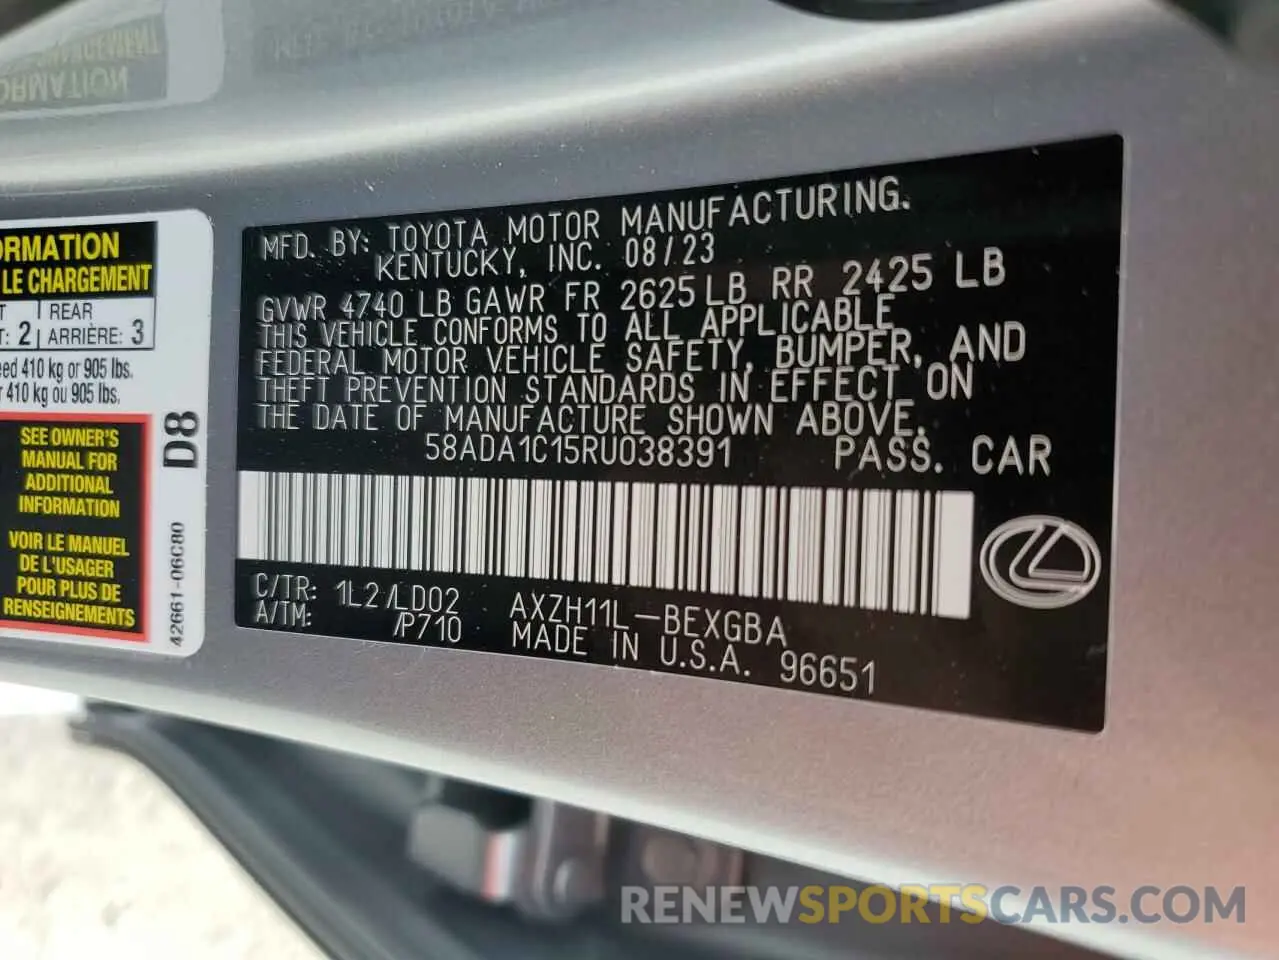 MFD. BY: TOYOTA MOTOR MANUFACTURING.
KENTUCKY, INC. 08/23
GVWR 4740 LB GAWR FR 2625 LB RR 2425 LB
THIS VEHICLE CONFORMS TO ALL APPLICABLE
FEDERAL MOTOR VEHICLE SAFETY, BUMPER, AND
THEFT PREVENTION STANDARDS IN EFFECT ON
THE DATE OF MANUFACTURE SHOWN ABOVE.
58ADA1C15RU038391 PASS. CAR
C/TR: 1L2/LD02 AXZH11L-BEXGBA
A/TM: /P710 MADE IN U.S.A. 96651
ORMATION
LE CHARGEMENT
REAR
: 2 ARRIÈRE: 3
410 kg or 905 lbs.
410 kg ou 905 lbs.
SEE OWNER'S
MANUAL FOR
ADDITIONAL
INFORMATION
VOIR LE MANUEL
DE L'USAGER
POUR PLUS DE
RENSEIGNEMENTS
D8
42661-06C80
RENEWSPORTSCARS.COM